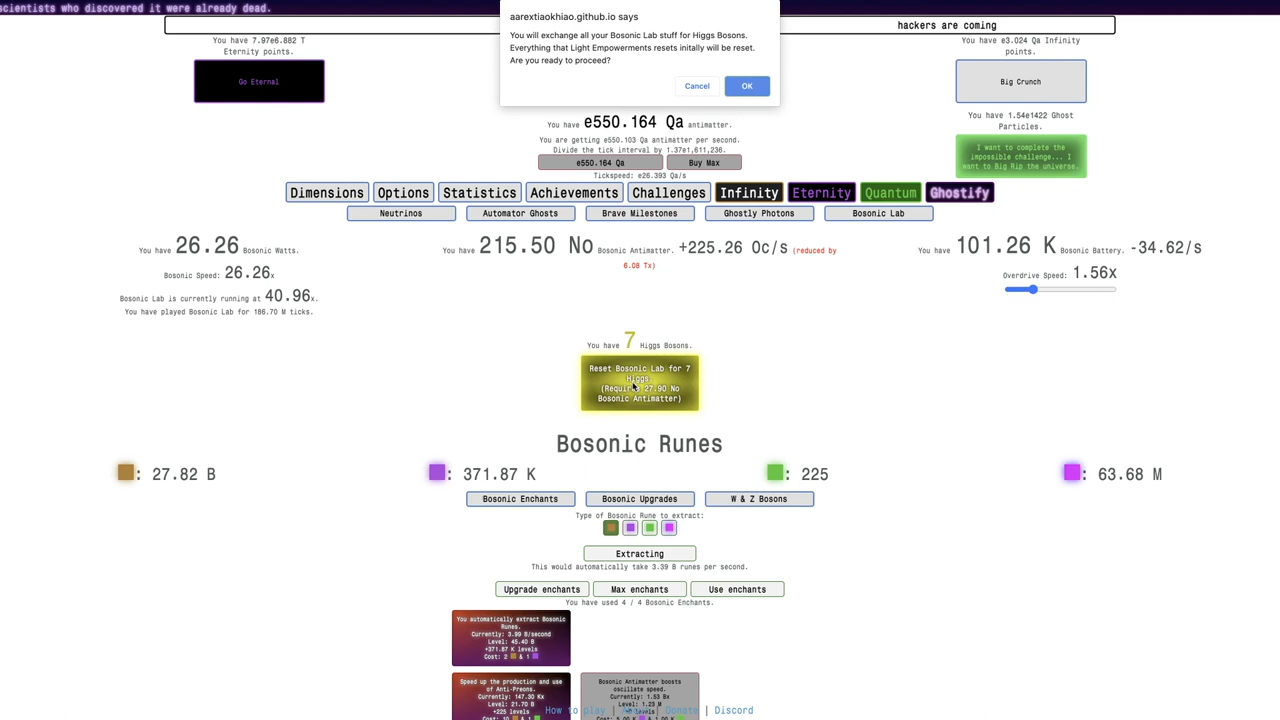 scientists who discovered it were already dead.
hackers are coming
aarextiaokhiao.github.io says
You will exchange all your Bosonic Lab stuff for Higgs Bosons.
Everything that Light Empowerments resets initally will be reset.
Are you ready to proceed?
Cancel
OK
You have 7.97e6.882 T
Eternity points.
Go Eternal
You have e3.024 Qa Infinity
points.
Big Crunch
You have 1.54e1422 Ghost
Particles.
I want to complete the
impossible challenge... I
want to Big Rip the universe.
You have e550.164 Qa antimatter.
You are getting e550.103 Qa antimatter per second.
Divide the tick interval by 1.37e1,611,236.
e550.164 Qa
Buy Max
Tickspeed: e26.393 Qa/s
Dimensions Options Statistics Achievements Challenges Infinity Eternity Quantum Ghostify
Neutrinos Automator Ghosts Brave Milestones Ghostly Photons Bosonic Lab
You have 26.26 Bosonic Watts.
Bosonic Speed: 26.26x
Bosonic Lab is currently running at 40.96x.
You have played Bosonic Lab for 186.70 M ticks.
You have 215.50 No Bosonic Antimatter. +225.26 Oc/s (reduced by
6.08 Tx)
You have 101.26 K Bosonic Battery. -34.62/s
Overdrive Speed: 1.56x
You have 7 Higgs Bosons.
Reset Bosonic Lab for 7
Higgs.
(Require 27.90 No
Bosonic Antimatter)
Bosonic Runes
: 27.82 B
: 371.87 K
: 225
: 63.68 M
Bosonic Enchants Bosonic Upgrades W & Z Bosons
Type of Bosonic Rune to extract:
Extracting
This would automatically take 3.39 B runes per second.
Upgrade enchants Max enchants Use enchants
You have used 4 / 4 Bosonic Enchants.
You automatically extract Bosonic
Runes.
Currently: 3.99 B/second
Level: 45.40 B
+371.87 K levels
Cost: 2 & 1
Speed up the production and use
of Anti-Preons.
Currently: 147.30 Kx
Level: 21.70 B
+225 levels
Bosonic Antimatter boosts
oscillate speed.
Currently: 1.53 Bx
Level: 1.23 M
How to play | | Donate | Discord